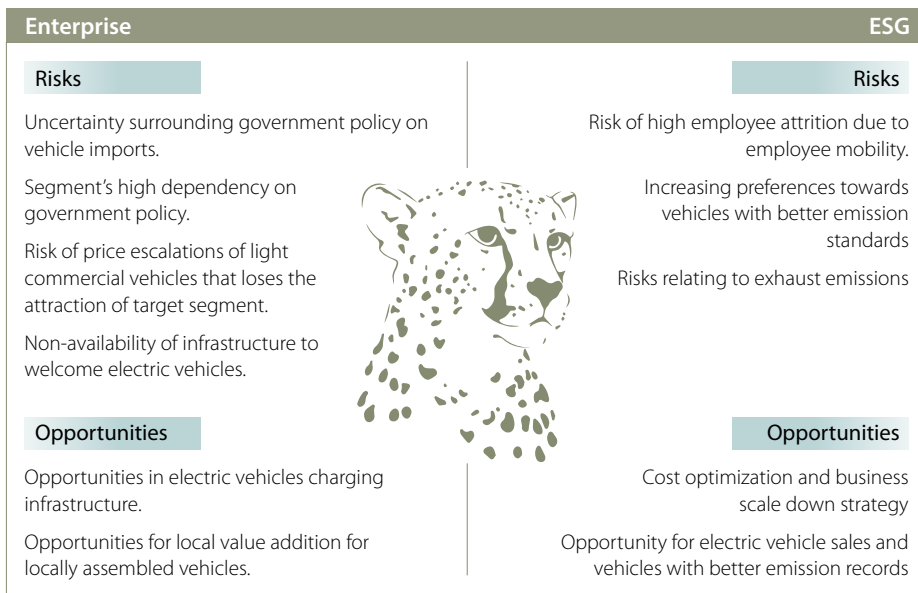 Enterprise
ESG
Risks
Uncertainty surrounding government policy on
vehicle imports.
Segment's high dependency on
government policy.
Risk of price escalations of light
commercial vehicles that loses the
attraction of target segment.
Non-availability of infrastructure to
welcome electric vehicles.
Opportunities
Opportunities in electric vehicles charging
infrastructure.
Opportunities for local value addition for
locally assembled vehicles.
Risks
Risk of high employee attrition due to
employee mobility.
Increasing preferences towards
vehicles with better emission
standards
Risks relating to exhaust emissions
Opportunities
Cost optimization and business
scale down strategy
Opportunity for electric vehicle sales and
vehicles with better emission records